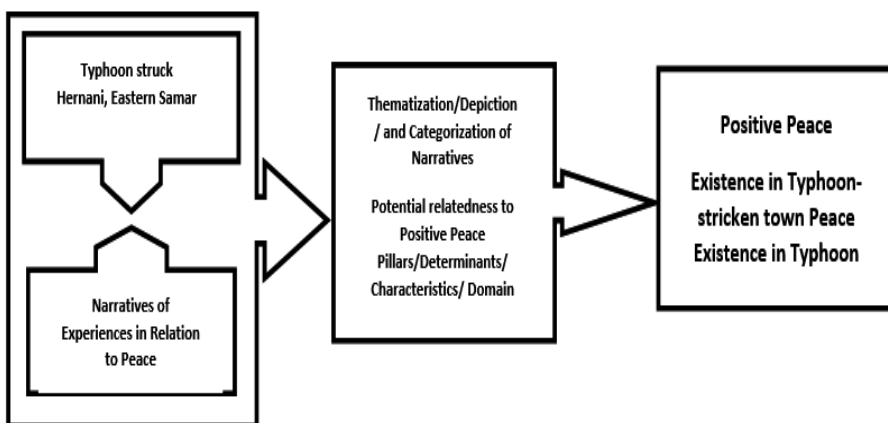 Typhoon struck
Hernani, Eastern Samar
Narratives of
Experiences in Relation
to Peace
Thematization/Depiction
/ and Categorization of
Narratives
Potential relatedness to
Positive Peace
Pillars/Determinants/
Characteristics/ Domain
Positive Peace
Existence in Typhoon-
stricken town Peace
Existence in Typhoon